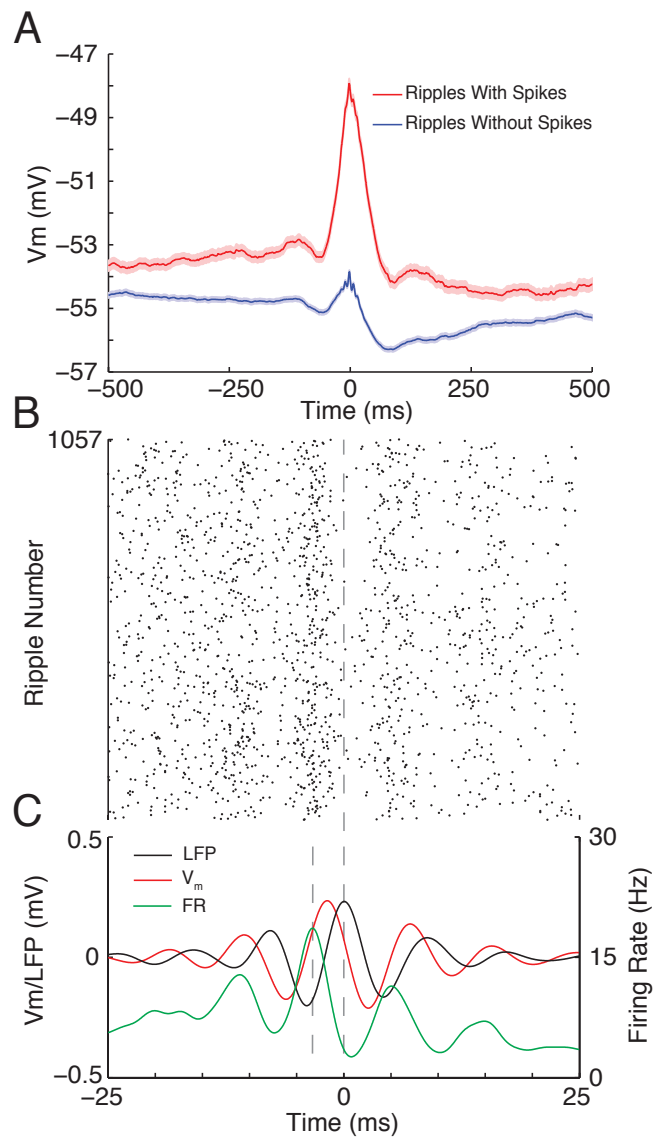 A
Vm (mV)
−47
−49
−51
−53
−55
−57
Ripples With Spikes
Ripples Without Spikes
−500
−250
0
250
500
Time (ms)
B
1057
Ripple Number
C
Vm/LFP (mV)
0.5
0
−0.5
LFP
Vm
FR
30
15
0
Firing Rate (Hz)
−25
0
25
Time (ms)